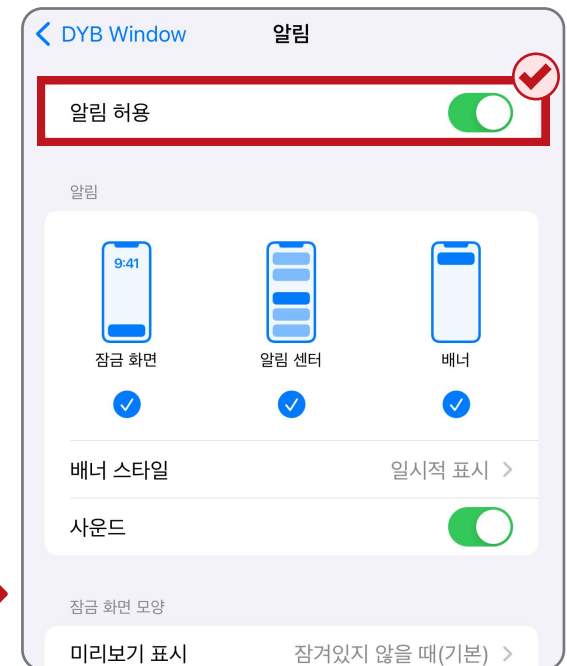 DYB Window 알림
알림 허용
알림
9:41
잠금 화면 알림 센터 배너
배너 스타일 일시적 표시
사운드
잠금 화면 모양
미리보기 표시 잠겨있지 않을 때(기본)